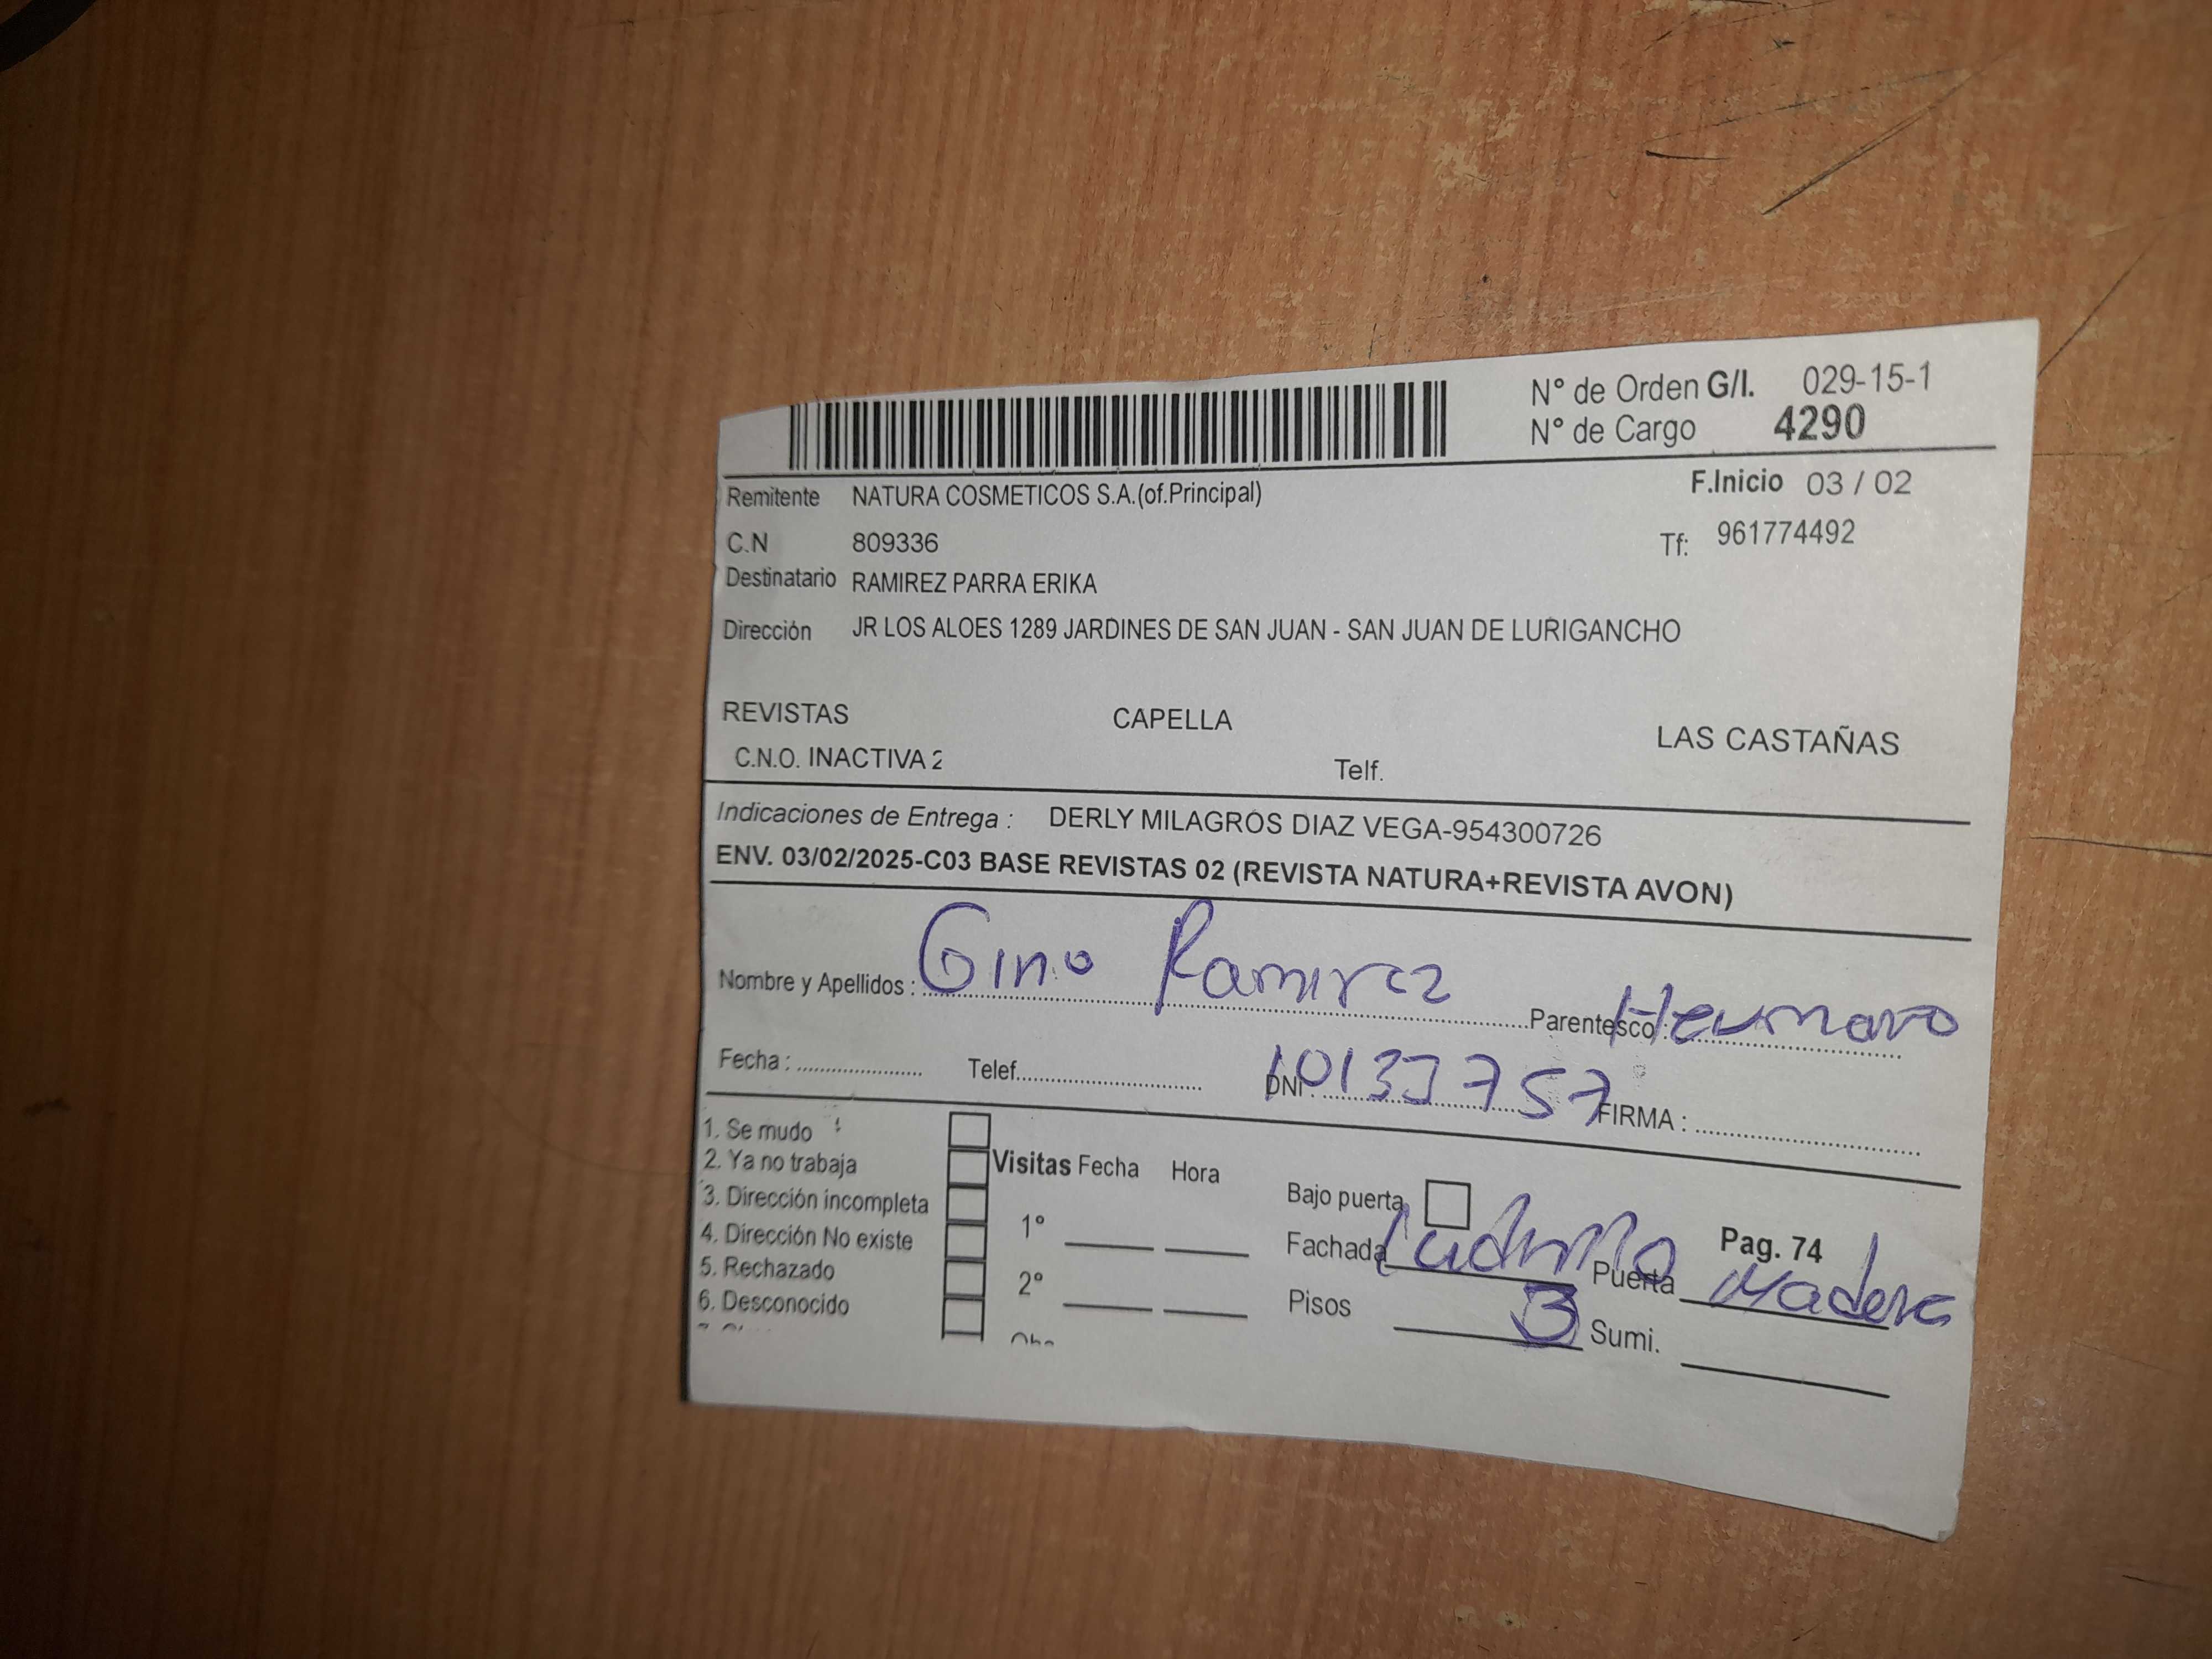 N° de Orden G/I. 029-15-1
N° de Cargo 4290
Remitente NATURA COSMETICOS S.A.(of.Principal) F.Inicio 03 / 02
C.N 809336 Tf: 961774492
Destinatario RAMIREZ PARRA ERIKA
Dirección JR LOS ALOES 1289 JARDINES DE SAN JUAN - SAN JUAN DE LURIGANCHO
REVISTAS CAPELLA LAS CASTAÑAS
C.N.O. INACTIVA 2 Telf.
Indicaciones de Entrega : DERLY MILAGROS DIAZ VEGA-954300726
ENV. 03/02/2025-C03 BASE REVISTAS 02 (REVISTA NATURA+REVISTA AVON)
Nombre y Apellidos : Gino Ramirez Parentesco : Hermano
Fecha : Telef. DNI: 10133757 FIRMA :
1. Se mudo
2. Ya no trabaja Visitas Fecha Hora
3. Dirección incompleta 1° Bajo puerta Pag. 74
4. Dirección No existe Fachada Ladrillo Puerta Madera
5. Rechazado 2°
6. Desconocido Pisos 3 Sumi.